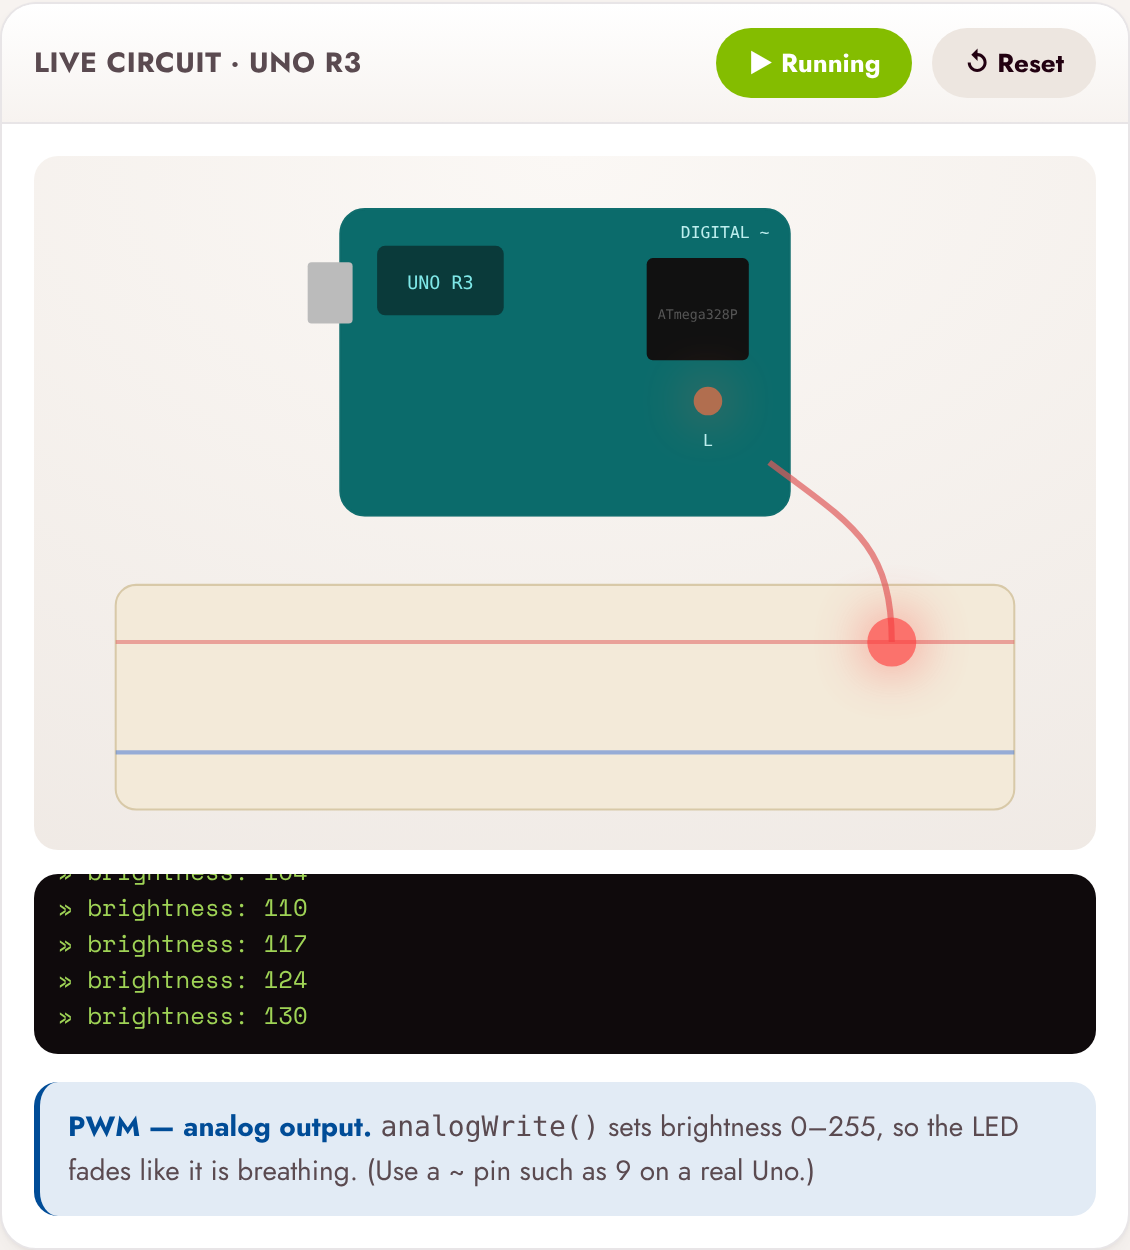 LIVE CIRCUIT · UNO R3
▶ Running
↺ Reset
DIGITAL ~
UNO R3
ATmega328P
L
» brightness: 104
» brightness: 110
» brightness: 117
» brightness: 124
» brightness: 130
PWM — analog output. analogWrite() sets brightness 0–255, so the LED
fades like it is breathing. (Use a ~ pin such as 9 on a real Uno.)